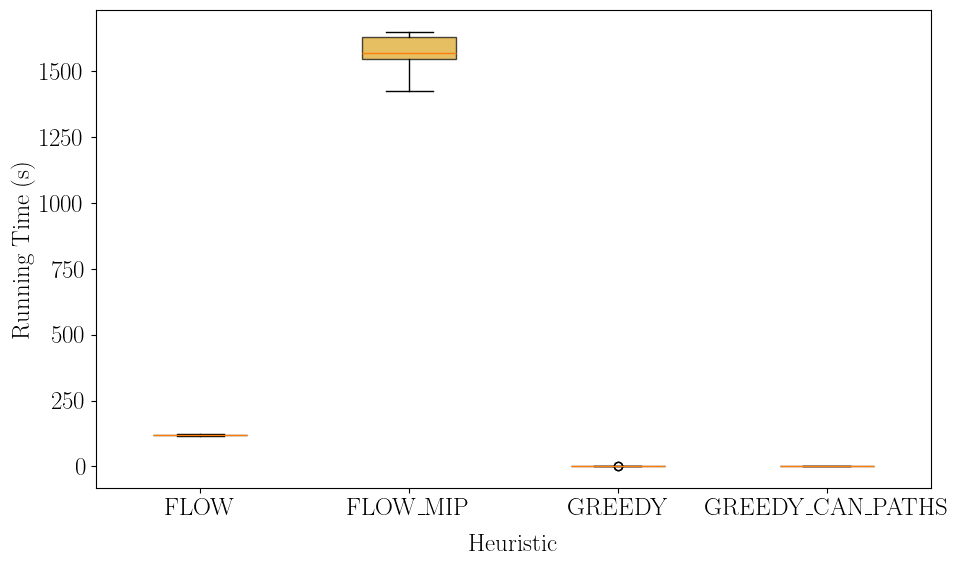 Running Time (s)
1500
1250
1000
750
500
250
0
FLOW
FLOW_MIP
GREEDY
GREEDY_CAN_PATHS
Heuristic